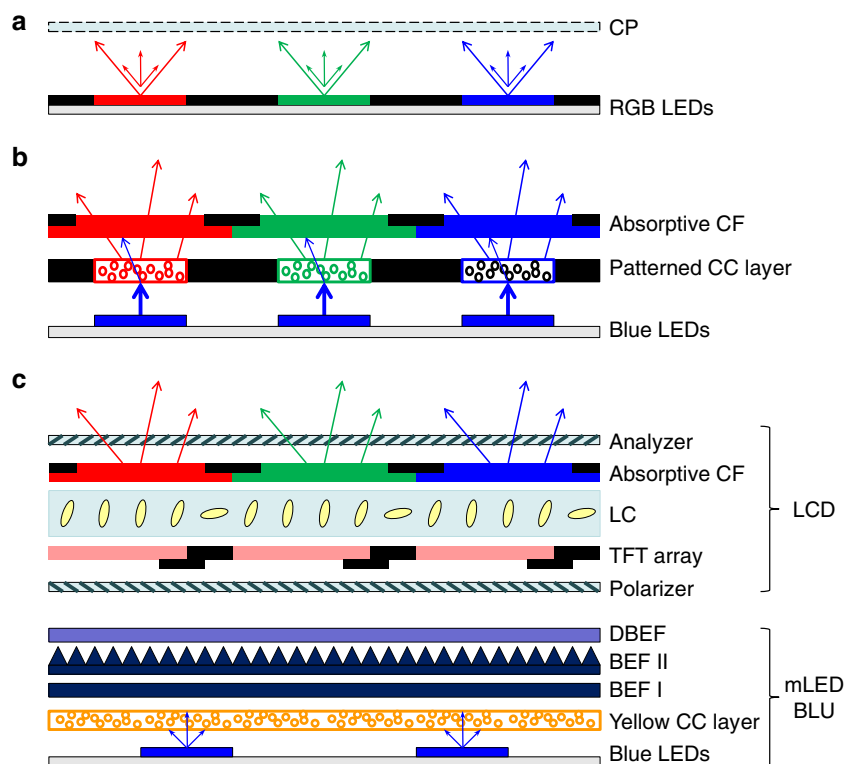 a
CP
RGB LEDs
b
Absorptive CF
Patterned CC layer
Blue LEDs
c
Analyzer
Absorptive CF
LC
LCD
TFT array
Polarizer
DBEF
BEF II
BEF I
mLED
BLU
Yellow CC layer
Blue LEDs